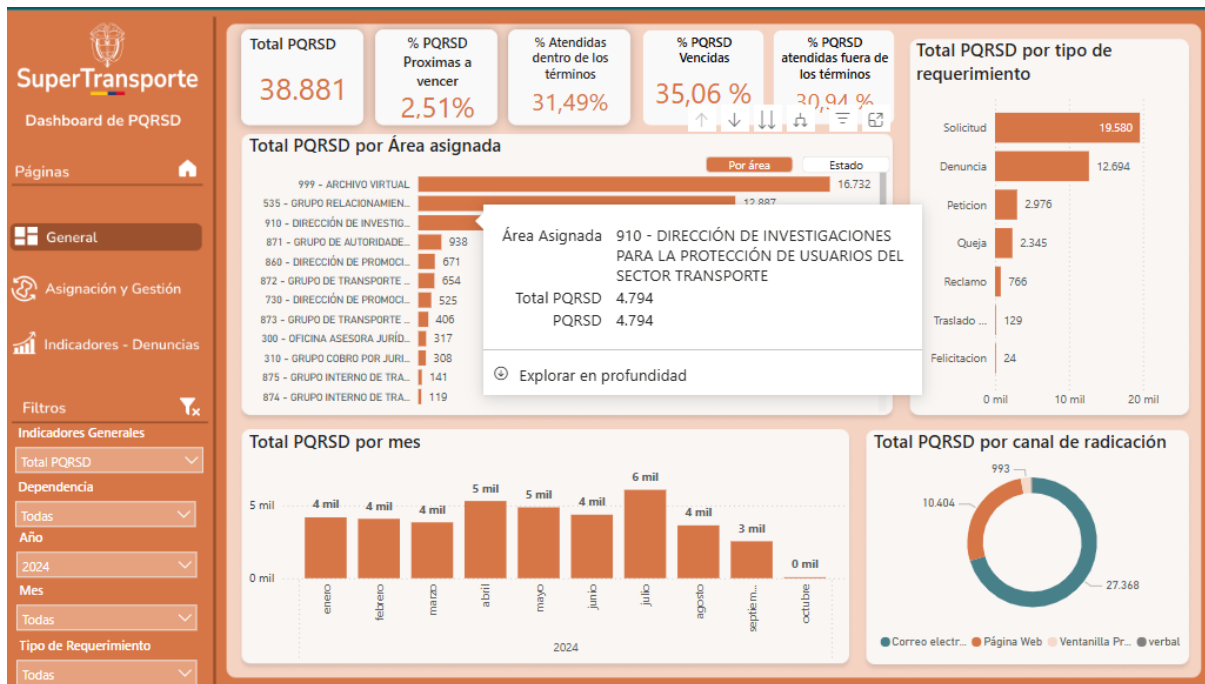 SuperTransporte
Dashboard de PQRSD
Páginas
General
Asignación y Gestión
Indicadores - Denuncias
Filtros
Indicadores Generales
Total PQRSD
Dependencia
Todas
Año
2024
Mes
Todas
Tipo de Requerimiento
Todas
Total PQRSD
38.881
% PQRSD
Proximas a
vencer
2,51%
% Atendidas
dentro de los
términos
31,49%
% PQRSD
Vencidas
35,06 %
% PQRSD
atendidas fuera de
los términos
30,94 %
Total PQRSD por Área asignada
Por área
Estado
999 - ARCHIVO VIRTUAL 16.732
535 - GRUPO RELACIONAMIEN... 12.887
910 - DIRECCIÓN DE INVESTIG...
871 - GRUPO DE AUTORIDADE... 938
860 - DIRECCIÓN DE PROMOCI... 671
872 - GRUPO DE TRANSPORTE ... 654
730 - DIRECCIÓN DE PROMOCI... 525
873 - GRUPO DE TRANSPORTE ... 406
300 - OFICINA ASESORA JURÍD... 317
310 - GRUPO COBRO POR JURI... 308
875 - GRUPO INTERNO DE TRA... 141
874 - GRUPO INTERNO DE TRA... 119
Área Asignada 910 - DIRECCIÓN DE INVESTIGACIONES
PARA LA PROTECCIÓN DE USUARIOS DEL
SECTOR TRANSPORTE
Total PQRSD 4.794
PQRSD 4.794
Explorar en profundidad
Total PQRSD por tipo de
requerimiento
Solicitud 19.580
Denuncia 12.694
Peticion 2.976
Queja 2.345
Reclamo 766
Traslado ... 129
Felicitacion 24
0 mil 10 mil 20 mil
Total PQRSD por mes
5 mil
0 mil
4 mil 4 mil 4 mil 5 mil 5 mil 4 mil 6 mil 4 mil 3 mil 0 mil
enero febrero marzo abril mayo junio julio agosto septiem... octubre
2024
Total PQRSD por canal de radicación
993
10.404
27.368
Correo electr... Página Web Ventanilla Pr... verbal